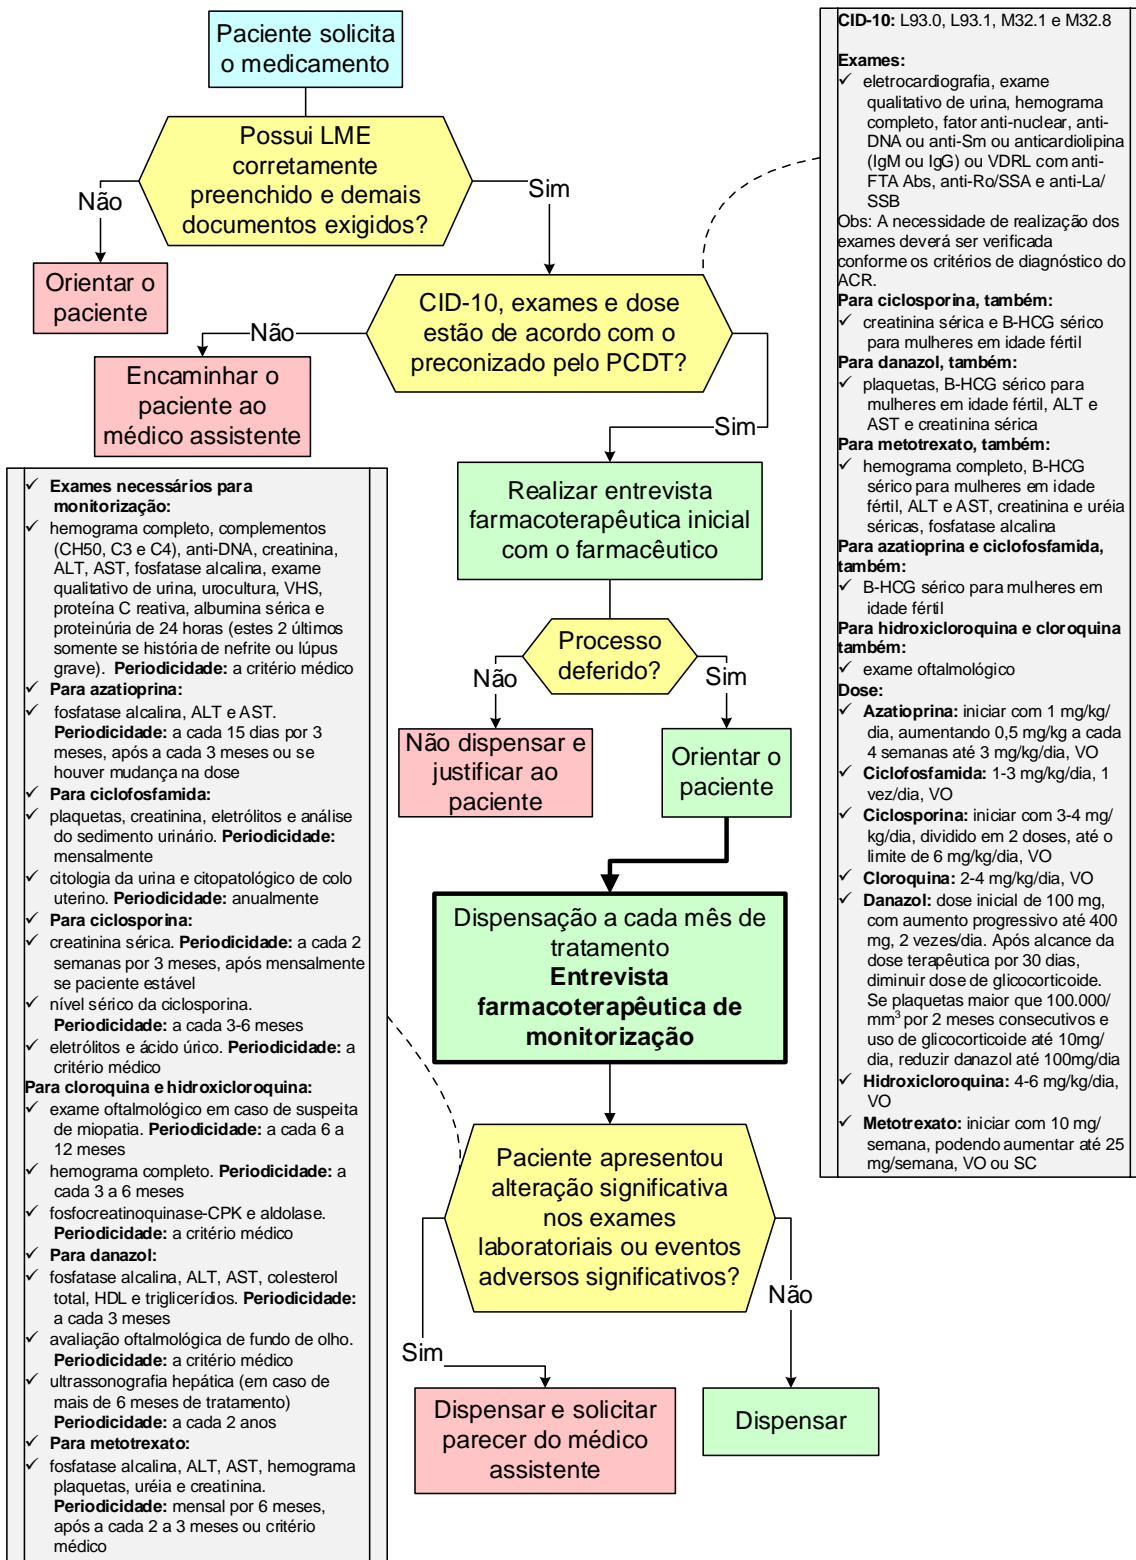 Paciente solicita
o medicamento
Possui LME
corretamente
preenchido e demais
documentos exigidos?
Não
Sim
Orientar o
paciente
CID-10, exames e dose
estão de acordo com o
preconizado pelo PCDT?
Não
Sim
Encaminhar o
paciente ao
médico assistente
Realizar entrevista
farmacoterapêutica inicial
com o farmacêutico
Processo
deferido?
Não
Sim
Não dispensar e
justificar ao
paciente
Orientar o
paciente
Dispensação a cada mês de
tratamento
Entrevista
farmacoterapêutica de
monitorização
Paciente apresentou
alteração significativa
nos exames
laboratoriais ou eventos
adversos significativos?
Sim
Não
Dispensar e solicitar
parecer do médico
assistente
Dispensar
CID-10: L93.0, L93.1, M32.1 e M32.8
Exames:
✓ eletrocardiografia, exame
qualitativo de urina, hemograma
completo, fator anti-nuclear, anti-
DNA ou anti-Sm ou anticardiolipina
(IgM ou IgG) ou VDRL com anti-
FTA Abs, anti-Ro/SSA e anti-La/
SSB
Obs: A necessidade de realização dos
exames deverá ser verificada
conforme os critérios de diagnóstico do
ACR.
Para ciclosporina, também:
✓ creatinina sérica e B-HCG sérico
para mulheres em idade fértil
Para danazol, também:
✓ plaquetas, B-HCG sérico para
mulheres em idade fértil, ALT e
AST e creatinina sérica
Para metotrexato, também:
✓ hemograma completo, B-HCG
sérico para mulheres em idade
fértil, ALT e AST, creatinina e uréia
séricas, fosfatase alcalina
Para azatioprina e ciclofosfamida,
também:
✓ B-HCG sérico para mulheres em
idade fértil
Para hidroxicloroquina e cloroquina
também:
✓ exame oftalmológico
Dose:
✓ Azatioprina: iniciar com 1 mg/kg/
dia, aumentando 0,5 mg/kg a cada
4 semanas até 3 mg/kg/dia, VO
✓ Ciclofosfamida: 1-3 mg/kg/dia, 1
vez/dia, VO
✓ Ciclosporina: iniciar com 3-4 mg/
kg/dia, dividido em 2 doses, até o
limite de 6 mg/kg/dia, VO
✓ Cloroquina: 2-4 mg/kg/dia, VO
✓ Danazol: dose inicial de 100 mg,
com aumento progressivo até 400
mg, 2 vezes/dia. Após alcance da
dose terapêutica por 30 dias,
diminuir dose de glicocorticoide.
Se plaquetas maior que 100.000/
mm³ por 2 meses consecutivos e
uso de glicocorticoide até 10mg/
dia, reduzir danazol até 100mg/dia
✓ Hidroxicloroquina: 4-6 mg/kg/dia,
VO
✓ Metotrexato: iniciar com 10 mg/
semana, podendo aumentar até 25
mg/semana, VO ou SC
✓ Exames necessários para
monitorização:
✓ hemograma completo, complementos
(CH50, C3 e C4), anti-DNA, creatinina,
ALT, AST, fosfatase alcalina, exame
qualitativo de urina, urocultura, VHS,
proteína C reativa, albumina sérica e
proteinúria de 24 horas (estes 2 últimos
somente se história de nefrite ou lúpus
grave). Periodicidade: a critério médico
✓ Para azatioprina:
✓ fosfatase alcalina, ALT e AST.
Periodicidade: a cada 15 dias por 3
meses, após a cada 3 meses ou se
houver mudança na dose
✓ Para ciclofosfamida:
✓ plaquetas, creatinina, eletrólitos e análise
do sedimento urinário. Periodicidade:
mensalmente
✓ citologia da urina e citopatológico de colo
uterino. Periodicidade: anualmente
✓ Para ciclosporina:
✓ creatinina sérica. Periodicidade: a cada 2
semanas por 3 meses, após mensalmente
se paciente estável
✓ nível sérico da ciclosporina.
Periodicidade: a cada 3-6 meses
✓ eletrólitos e ácido úrico. Periodicidade: a
critério médico
Para cloroquina e hidroxicloroquina:
✓ exame oftalmológico em caso de suspeita
de miopatia. Periodicidade: a cada 6 a
12 meses
✓ hemograma completo. Periodicidade: a
cada 3 a 6 meses
✓ fosfocreatinoquinase-CPK e aldolase.
Periodicidade: a critério médico
✓ Para danazol:
✓ fosfatase alcalina, ALT, AST, colesterol
total, HDL e triglicerídios. Periodicidade:
a cada 3 meses
✓ avaliação oftalmológica de fundo de olho.
Periodicidade: a critério médico
✓ ultrassonografia hepática (em caso de
mais de 6 meses de tratamento)
Periodicidade: a cada 2 anos
✓ Para metotrexato:
✓ fosfatase alcalina, ALT, AST, hemograma
plaquetas, uréia e creatinina.
Periodicidade: mensal por 6 meses,
após a cada 2 a 3 meses ou critério
médico